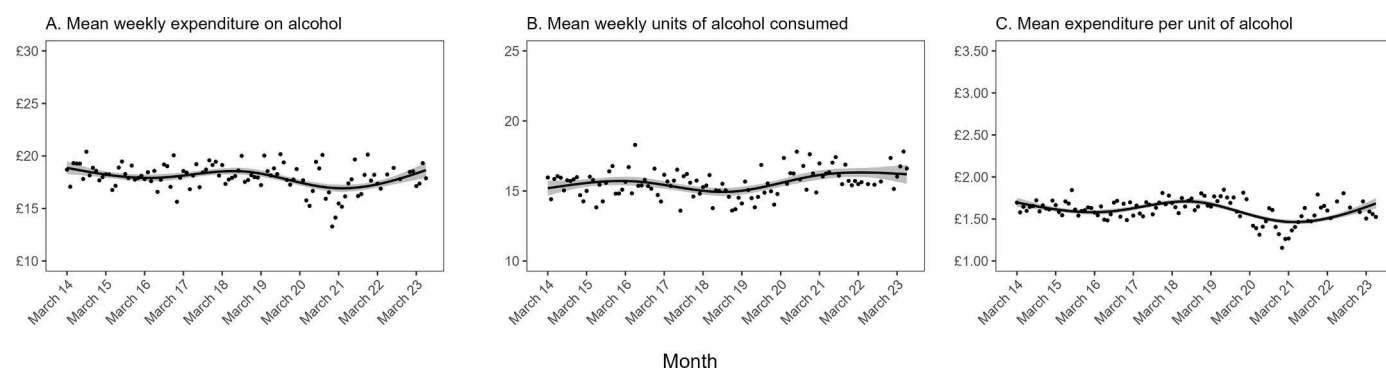 A. Mean weekly expenditure on alcohol
£30
£25
£20
£15
£10
March 14
March 15
March 16
March 17
March 18
March 19
March 20
March 21
March 22
March 23
B. Mean weekly units of alcohol consumed
25
20
15
10
March 14
March 15
March 16
March 17
March 18
March 19
March 20
March 21
March 22
March 23
C. Mean expenditure per unit of alcohol
£3.50
£3.00
£2.50
£2.00
£1.50
£1.00
March 14
March 15
March 16
March 17
March 18
March 19
March 20
March 21
March 22
March 23
Month